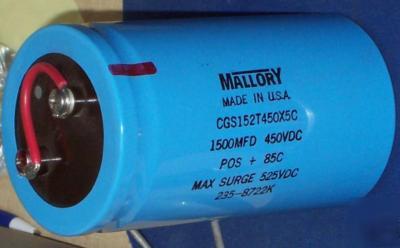 MALLORY
MADE IN U.S.A.
CGS152T450X5C
1500MFD 450VDC
POS + 85C
MAX SURGE 525VDC
235-8722K